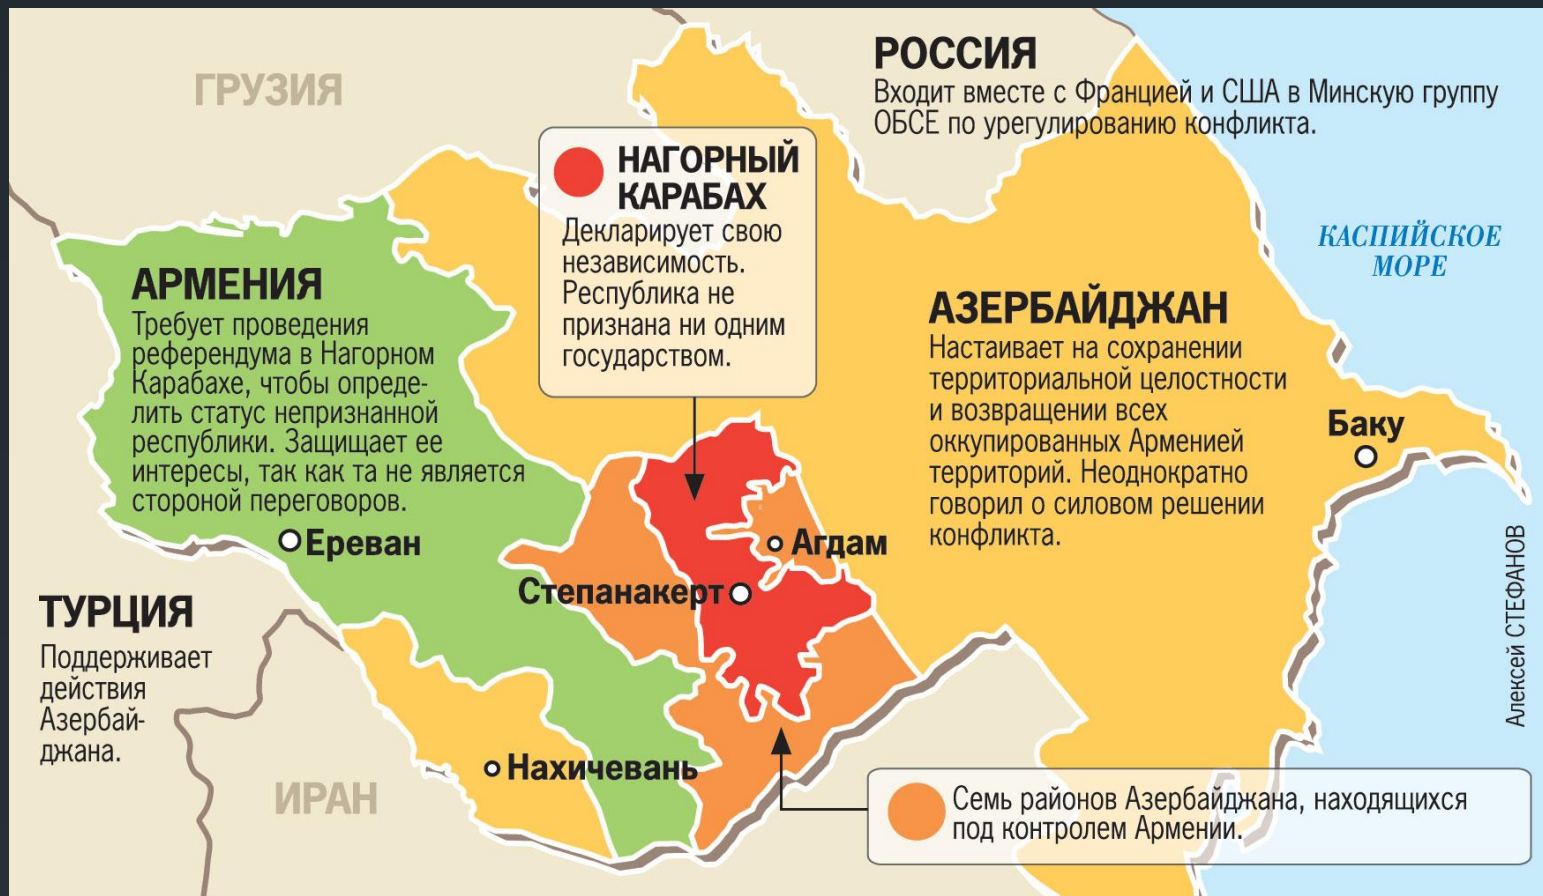 ГРУЗИЯ
РОССИЯ
Входит вместе с Францией и США в Минскую группу
ОБСЕ по урегулированию конфликта.
НАГОРНЫЙ
КАРАБАХ
Декларирует свою
независимость.
Республика не
признана ни одним
государством.
КАСПИЙСКОЕ
МОРЕ
АРМЕНИЯ
Требует проведения
референдума в Нагорном
Карабахе, чтобы опреде-
лить статус непризнанной
республики. Защищает ее
интересы, так как та не является
стороной переговоров.
АЗЕРБАЙДЖАН
Настаивает на сохранении
территориальной целостности
и возвращении всех
оккупированных Арменией
территорий. Неоднократно
говорил о силовом решении
конфликта.
Баку
Ереван
Агдам
Степанакерт
ТУРЦИЯ
Поддерживает
действия
Азербай-
джана.
Нахичевань
ИРАН
Семь районов Азербайджана, находящихся
под контролем Армении.
Алексей СТЕФАНОВ